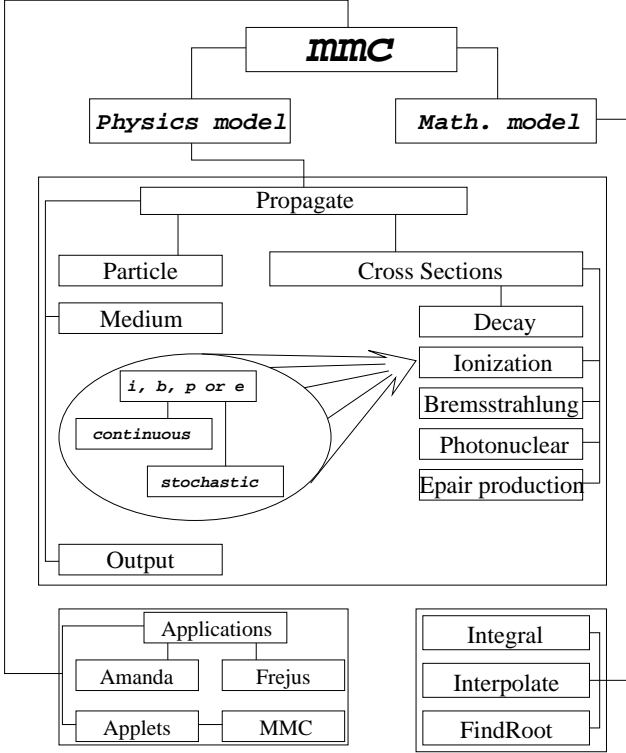 mmc
Physics model
Math. model
Propagate
Particle
Cross Sections
Medium
Decay
Ionization
i, b, p or e
Bremsstrahlung
continuous
Photonuclear
stochastic
Epair production
Output
Applications
Integral
Amanda
Frejus
Interpolate
Applets
MMC
FindRoot